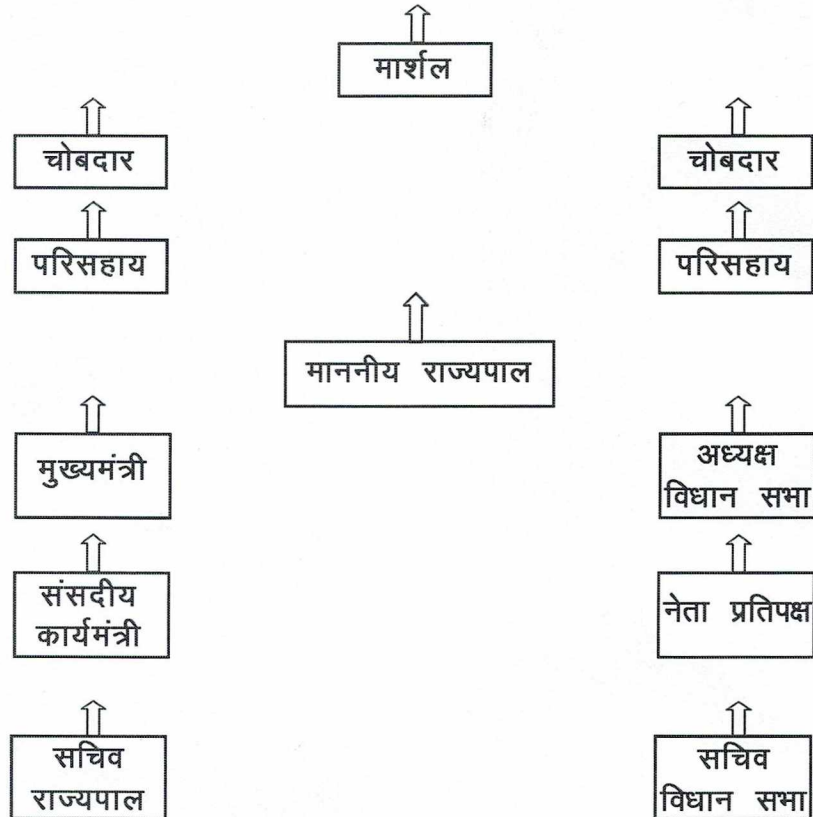 मार्शल
चोबदार
चोबदार
परिसहाय
परिसहाय
माननीय राज्यपाल
मुख्यमंत्री
अध्यक्ष
विधान सभा
संसदीय
कार्यमंत्री
नेता प्रतिपक्ष
सचिव
राज्यपाल
सचिव
विधान सभा